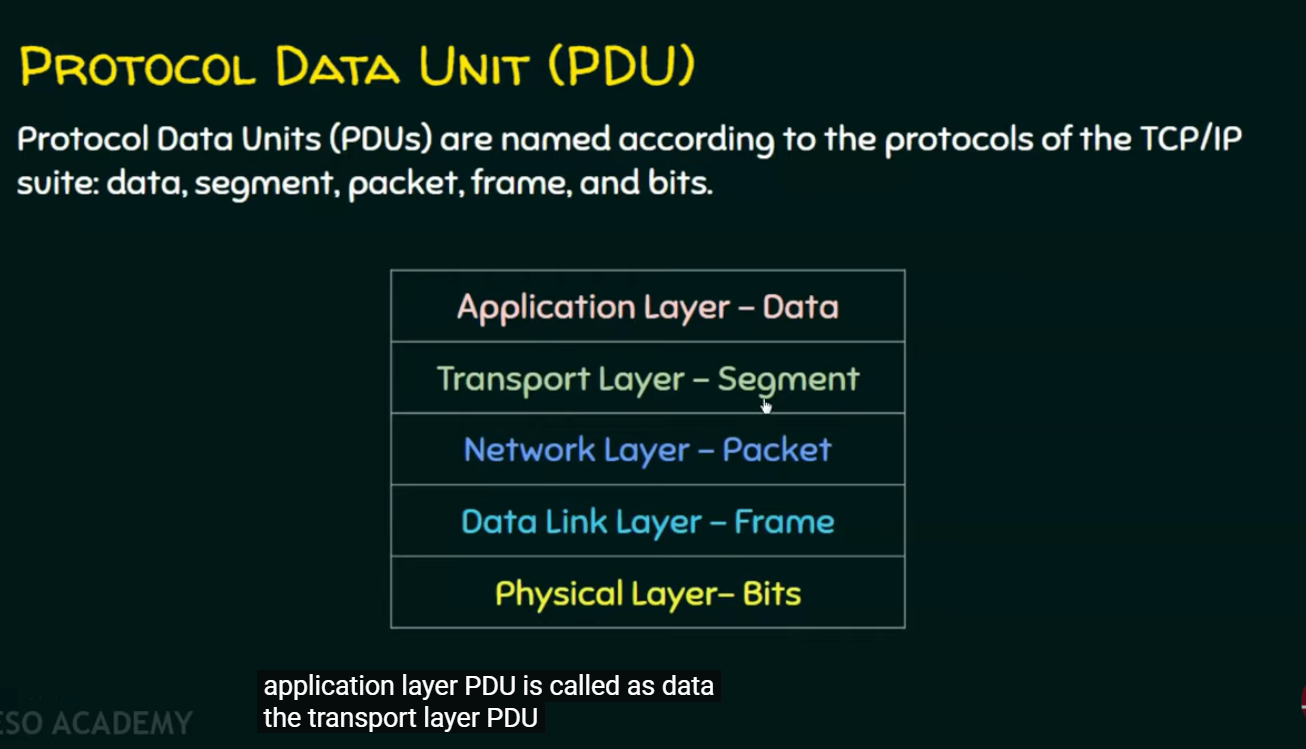 PROTOCOL DATA UNIT (PDU)
Protocol Data Units (PDUs) are named according to the protocols of the TCP/IP
suite: data, segment, packet, frame, and bits.
Application Layer – Data
Transport Layer – Segment
Network Layer – Packet
Data Link Layer – Frame
Physical Layer– Bits
application layer PDU is called as data
the transport layer PDU
ESO ACADEMY